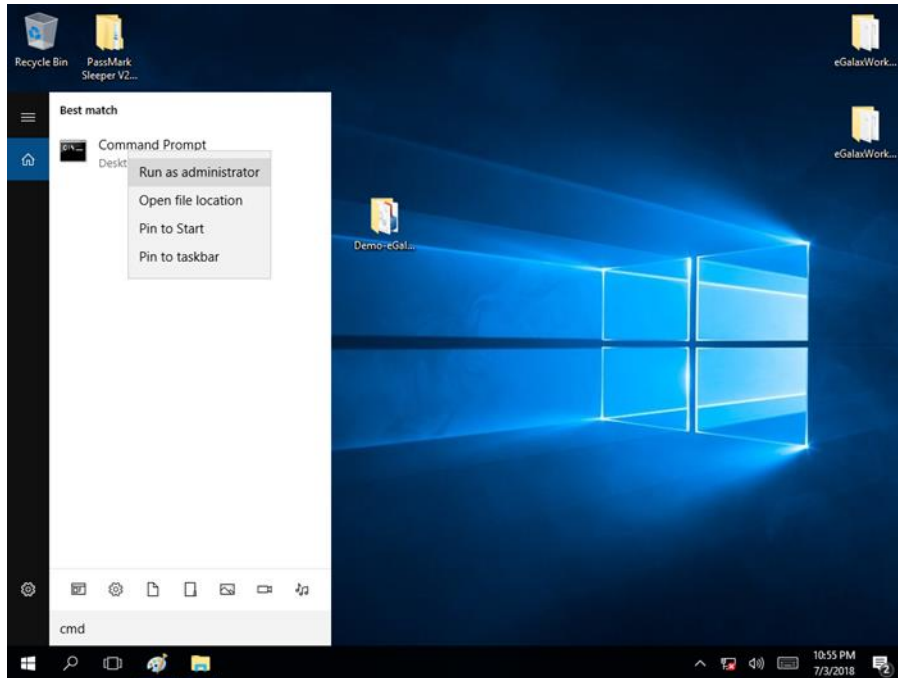 Recycle Bin
PassMark
Sleeper V2...
eGalaxWork...
eGalaxWork...
Demo-eGal...
Best match
Command Prompt
Deskt
Run as administrator
Open file location
Pin to Start
Pin to taskbar
cmd
10:55 PM
7/3/2018
2